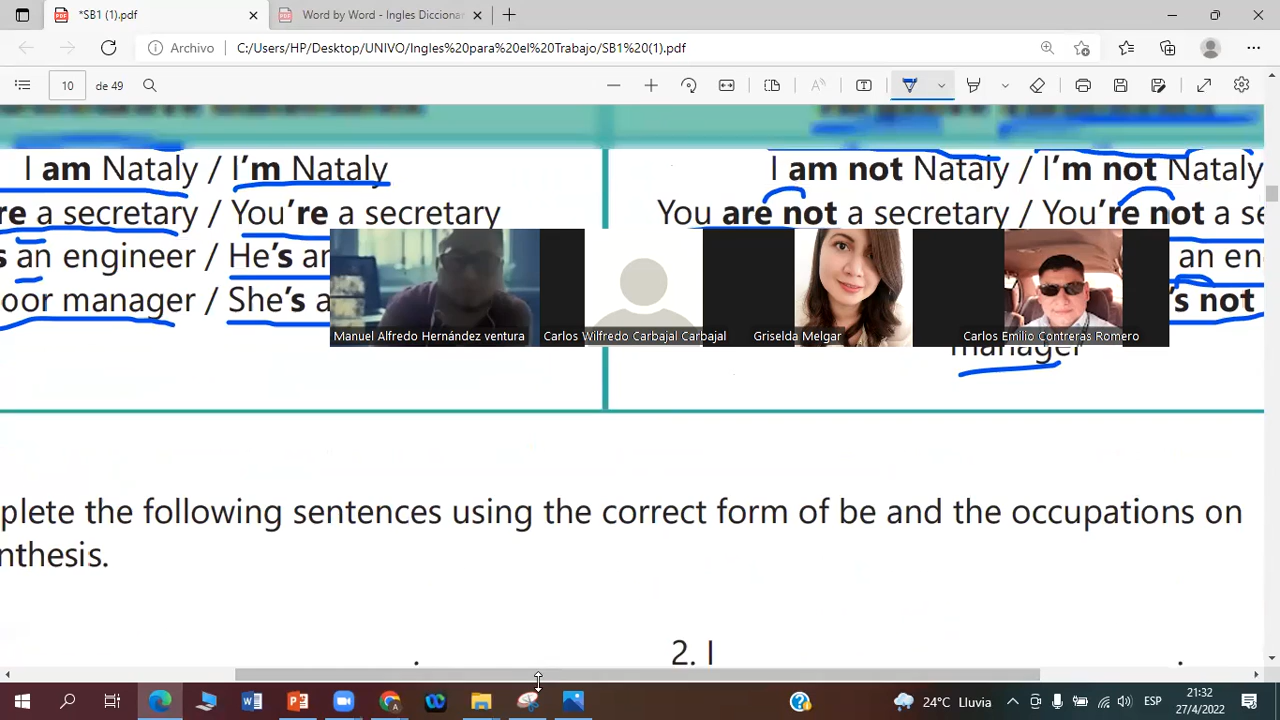 *SB1 (1).pdf
Word by Word - Ingles Dicciona
Archivo C:/Users/HP/Desktop/UNIVO/Ingles%20para%20el%20Trabajo/SB1%20(1).pdf
10 de 49
I am Nataly / I'm Nataly
I am not Nataly / I'm not Nataly
re a secretary / You're a secretary
You are not a secretary / You're not a se
s an engineer / He's an
an en
oor manager / She's a
's not
manager
Manuel Alfredo Hernández ventura
Carlos Wilfredo Carbajal Carbajal
Griselda Melgar
Carlos Emilio Contreras Romero
plete the following sentences using the correct form of be and the occupations on
nthesis.
. 2. I .
24°C Lluvia
ESP
21:32
27/4/2022